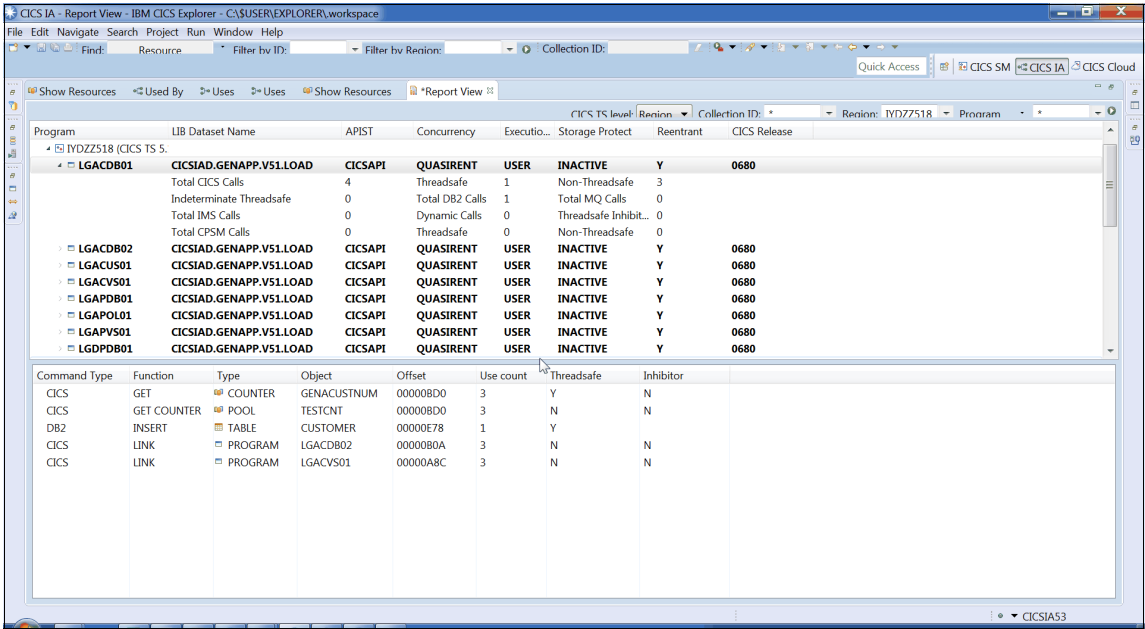 CICS IA - Report View - IBM CICS Explorer - C:\$USER\EXPLORER\.workspace
File Edit Navigate Search Project Run Window Help
Find: Resource Filter by ID: Filter by Region: Collection ID:
Quick Access CICS SM CICS IA CICS Cloud
Show Resources Used By Uses Uses Show Resources *Report View
CICS TS level: Region Collection ID: * Region: IYDZZ518 Program *
Program LIB Dataset Name APIST Concurrency Executio... Storage Protect Reentrant CICS Release
IYDZZ518 (CICS TS 5.
LGACDB01 CICSIAD.GENAPP.V51.LOAD CICSAPI QUASIRENT USER INACTIVE Y 0680
Total CICS Calls 4 Threadsafe 1 Non-Threadsafe 3
Indeterminate Threadsafe 0 Total DB2 Calls 1 Total MQ Calls 0
Total IMS Calls 0 Dynamic Calls 0 Threadsafe Inhibit... 0
Total CPSM Calls 0 Threadsafe 0 Non-Threadsafe 0
LGACDB02 CICSIAD.GENAPP.V51.LOAD CICSAPI QUASIRENT USER INACTIVE Y 0680
LGACUS01 CICSIAD.GENAPP.V51.LOAD CICSAPI QUASIRENT USER INACTIVE Y 0680
LGACVS01 CICSIAD.GENAPP.V51.LOAD CICSAPI QUASIRENT USER INACTIVE Y 0680
LGAPDB01 CICSIAD.GENAPP.V51.LOAD CICSAPI QUASIRENT USER INACTIVE Y 0680
LGAPOL01 CICSIAD.GENAPP.V51.LOAD CICSAPI QUASIRENT USER INACTIVE Y 0680
LGAPVS01 CICSIAD.GENAPP.V51.LOAD CICSAPI QUASIRENT USER INACTIVE Y 0680
LGDPDB01 CICSIAD.GENAPP.V51.LOAD CICSAPI QUASIRENT USER INACTIVE Y 0680
Command Type Function Type Object Offset Use count Threadsafe Inhibitor
CICS GET COUNTER GENACUSTNUM 00000BD0 3 Y N
CICS GET COUNTER POOL TESTCNT 00000BD0 3 N N
DB2 INSERT TABLE CUSTOMER 00000E78 1 Y
CICS LINK PROGRAM LGACDB02 00000B0A 3 N N
CICS LINK PROGRAM LGACVS01 00000A8C 3 N N
CICSIA53